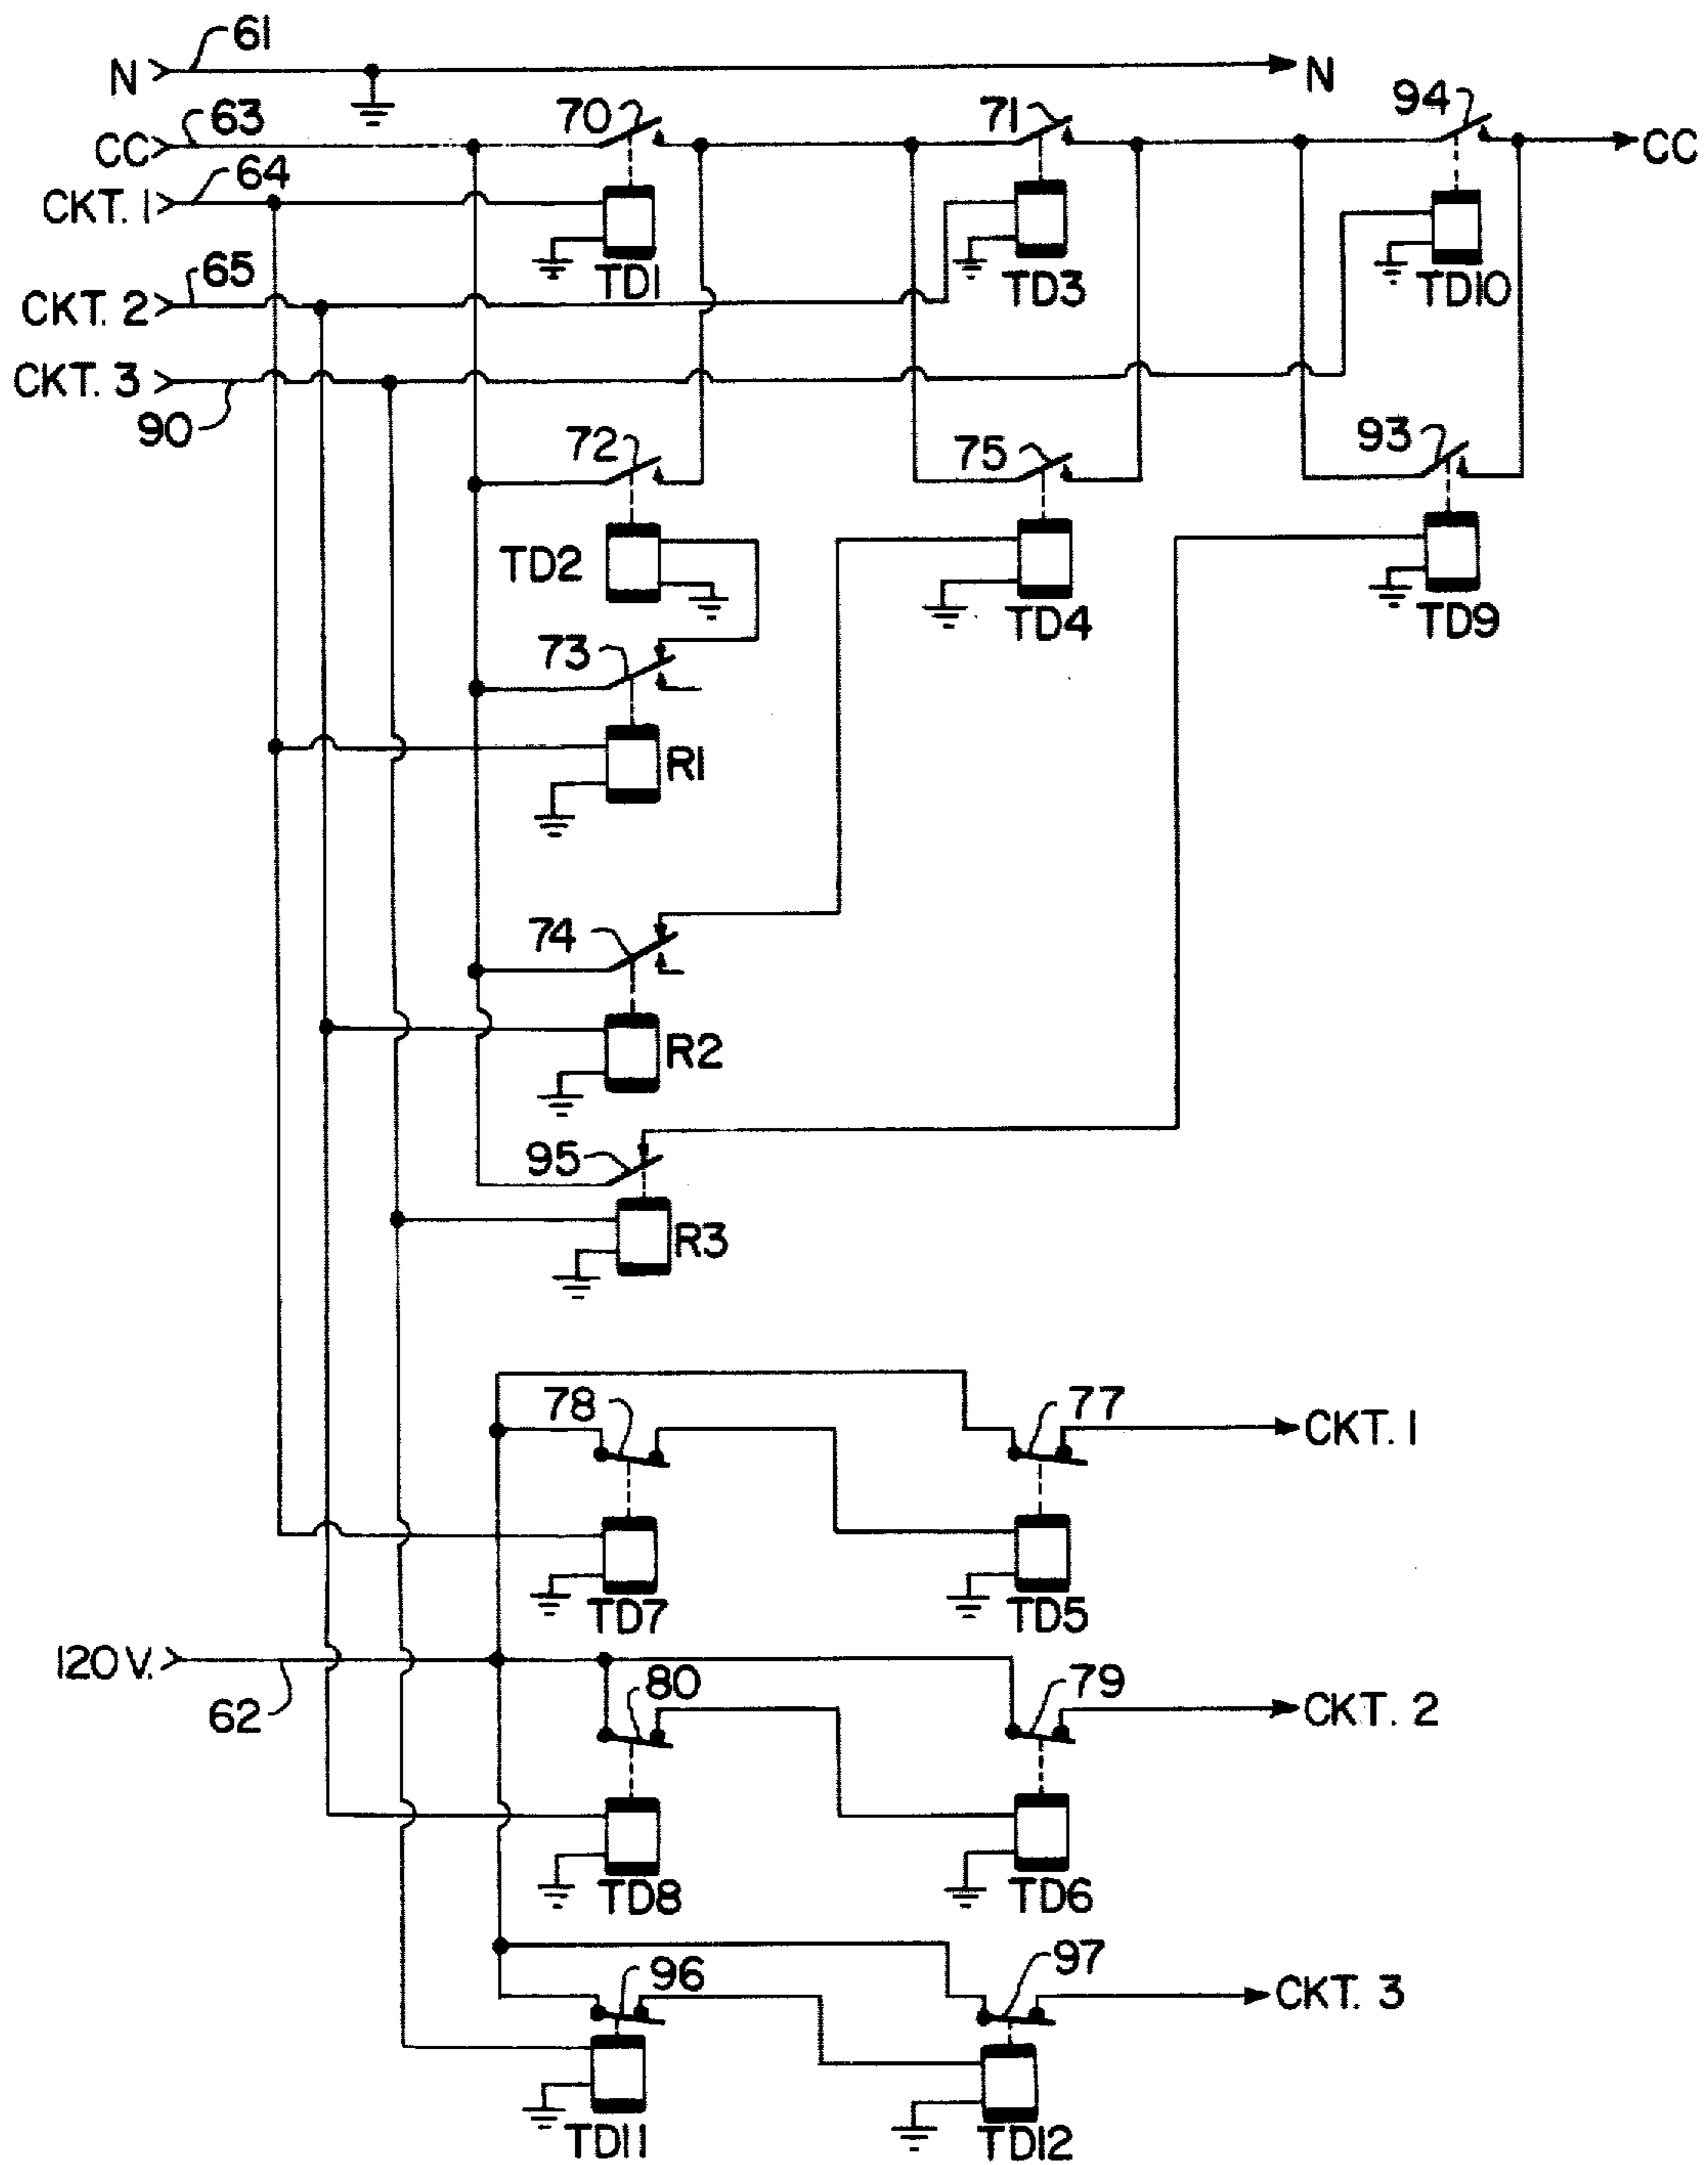 61
N
N
63
70
71
94
CC
CC
64
CKT. 1
TD1
TD3
TD10
65
CKT. 2
CKT. 3
90
72
75
93
TD2
TD4
TD9
73
R1
74
R2
95
R3
78
77
CKT. 1
TD7
TD5
120 V.
62
80
79
CKT. 2
TD8
TD6
96
97
CKT. 3
TD11
TD12